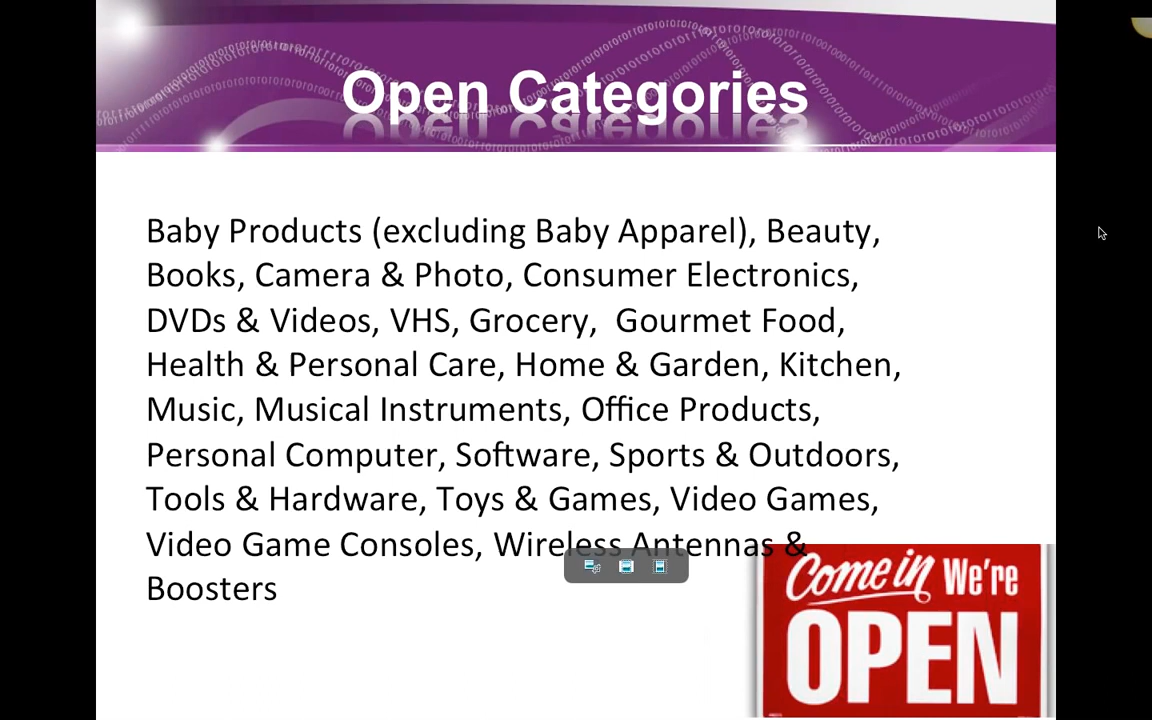 Open Categories
Baby Products (excluding Baby Apparel), Beauty,
Books, Camera & Photo, Consumer Electronics,
DVDs & Videos, VHS, Grocery,  Gourmet Food,
Health & Personal Care, Home & Garden, Kitchen,
Music, Musical Instruments, Office Products,
Personal Computer, Software, Sports & Outdoors,
Tools & Hardware, Toys & Games, Video Games,
Video Game Consoles, Wireless Antennas &
Boosters
Come in We're
OPEN